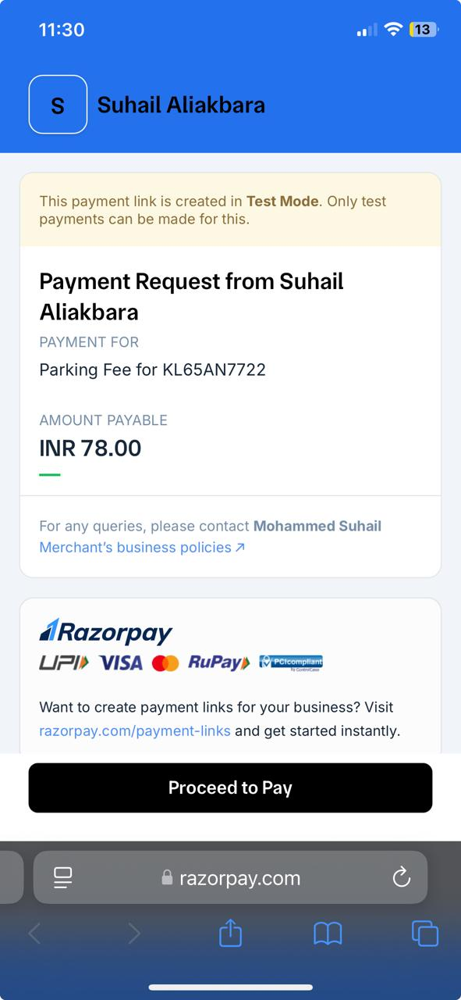 11:30
13
S
Suhail Aliakbara
This payment link is created in Test Mode. Only test
payments can be made for this.
Payment Request from Suhail
Aliakbara
PAYMENT FOR
Parking Fee for KL65AN7722
AMOUNT PAYABLE
INR 78.00
For any queries, please contact Mohammed Suhail
Merchant’s business policies ↗
Razorpay
UPI VISA RuPay PCIcompliant
By ControlCase
Want to create payment links for your business? Visit
razorpay.com/payment-links and get started instantly.
Proceed to Pay
razorpay.com